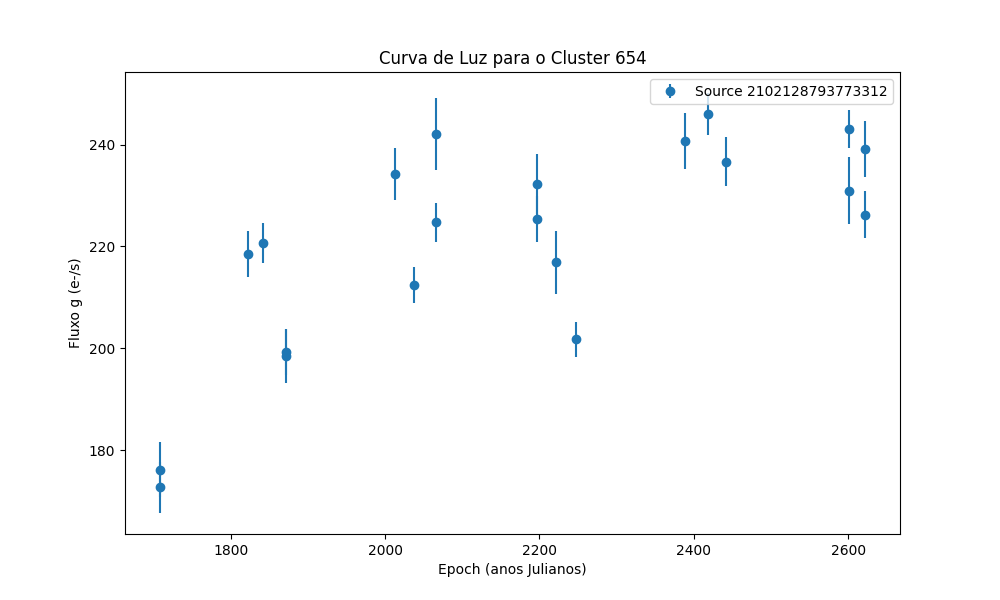 Curva de Luz para o Cluster 654
Source 2102128793773312
Fluxo g (e-/s)
240
220
200
180
1800
2000
2200
2400
2600
Epoch (anos Julianos)